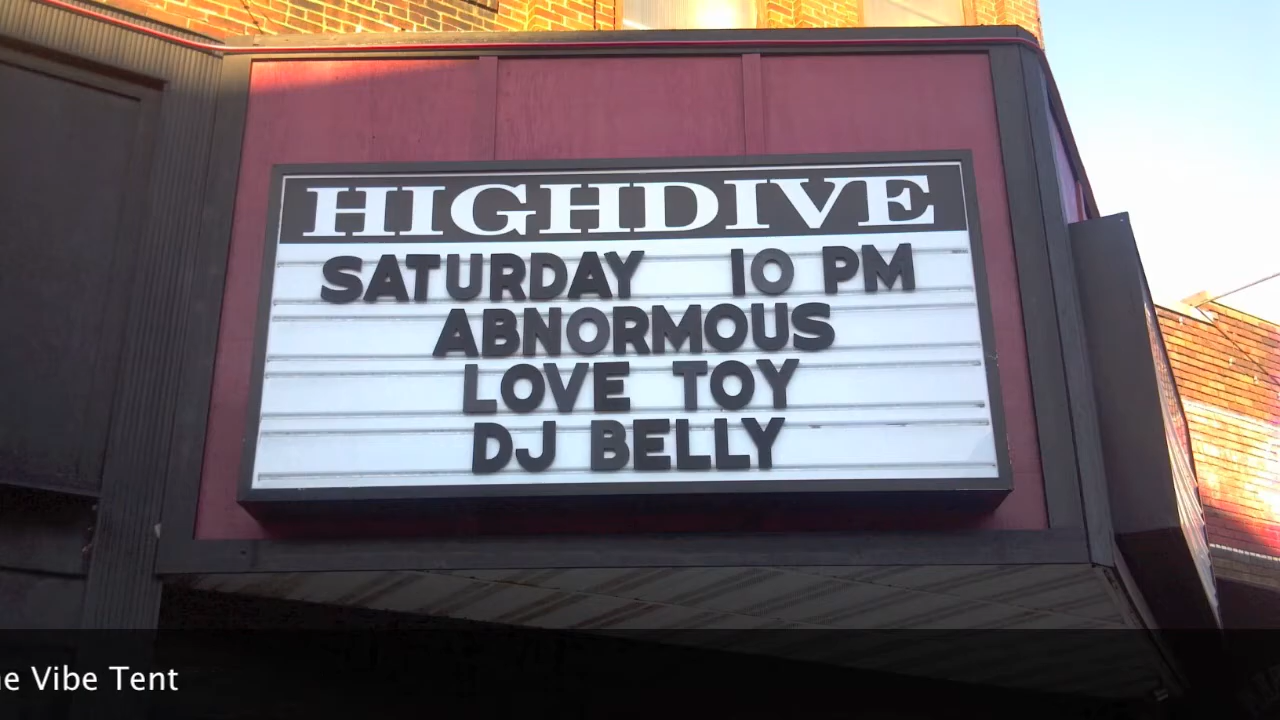 HIGHDIVE
SATURDAY 10 PM
ABNORMOUS
LOVE TOY
DJ BELLY
Vibe Tent